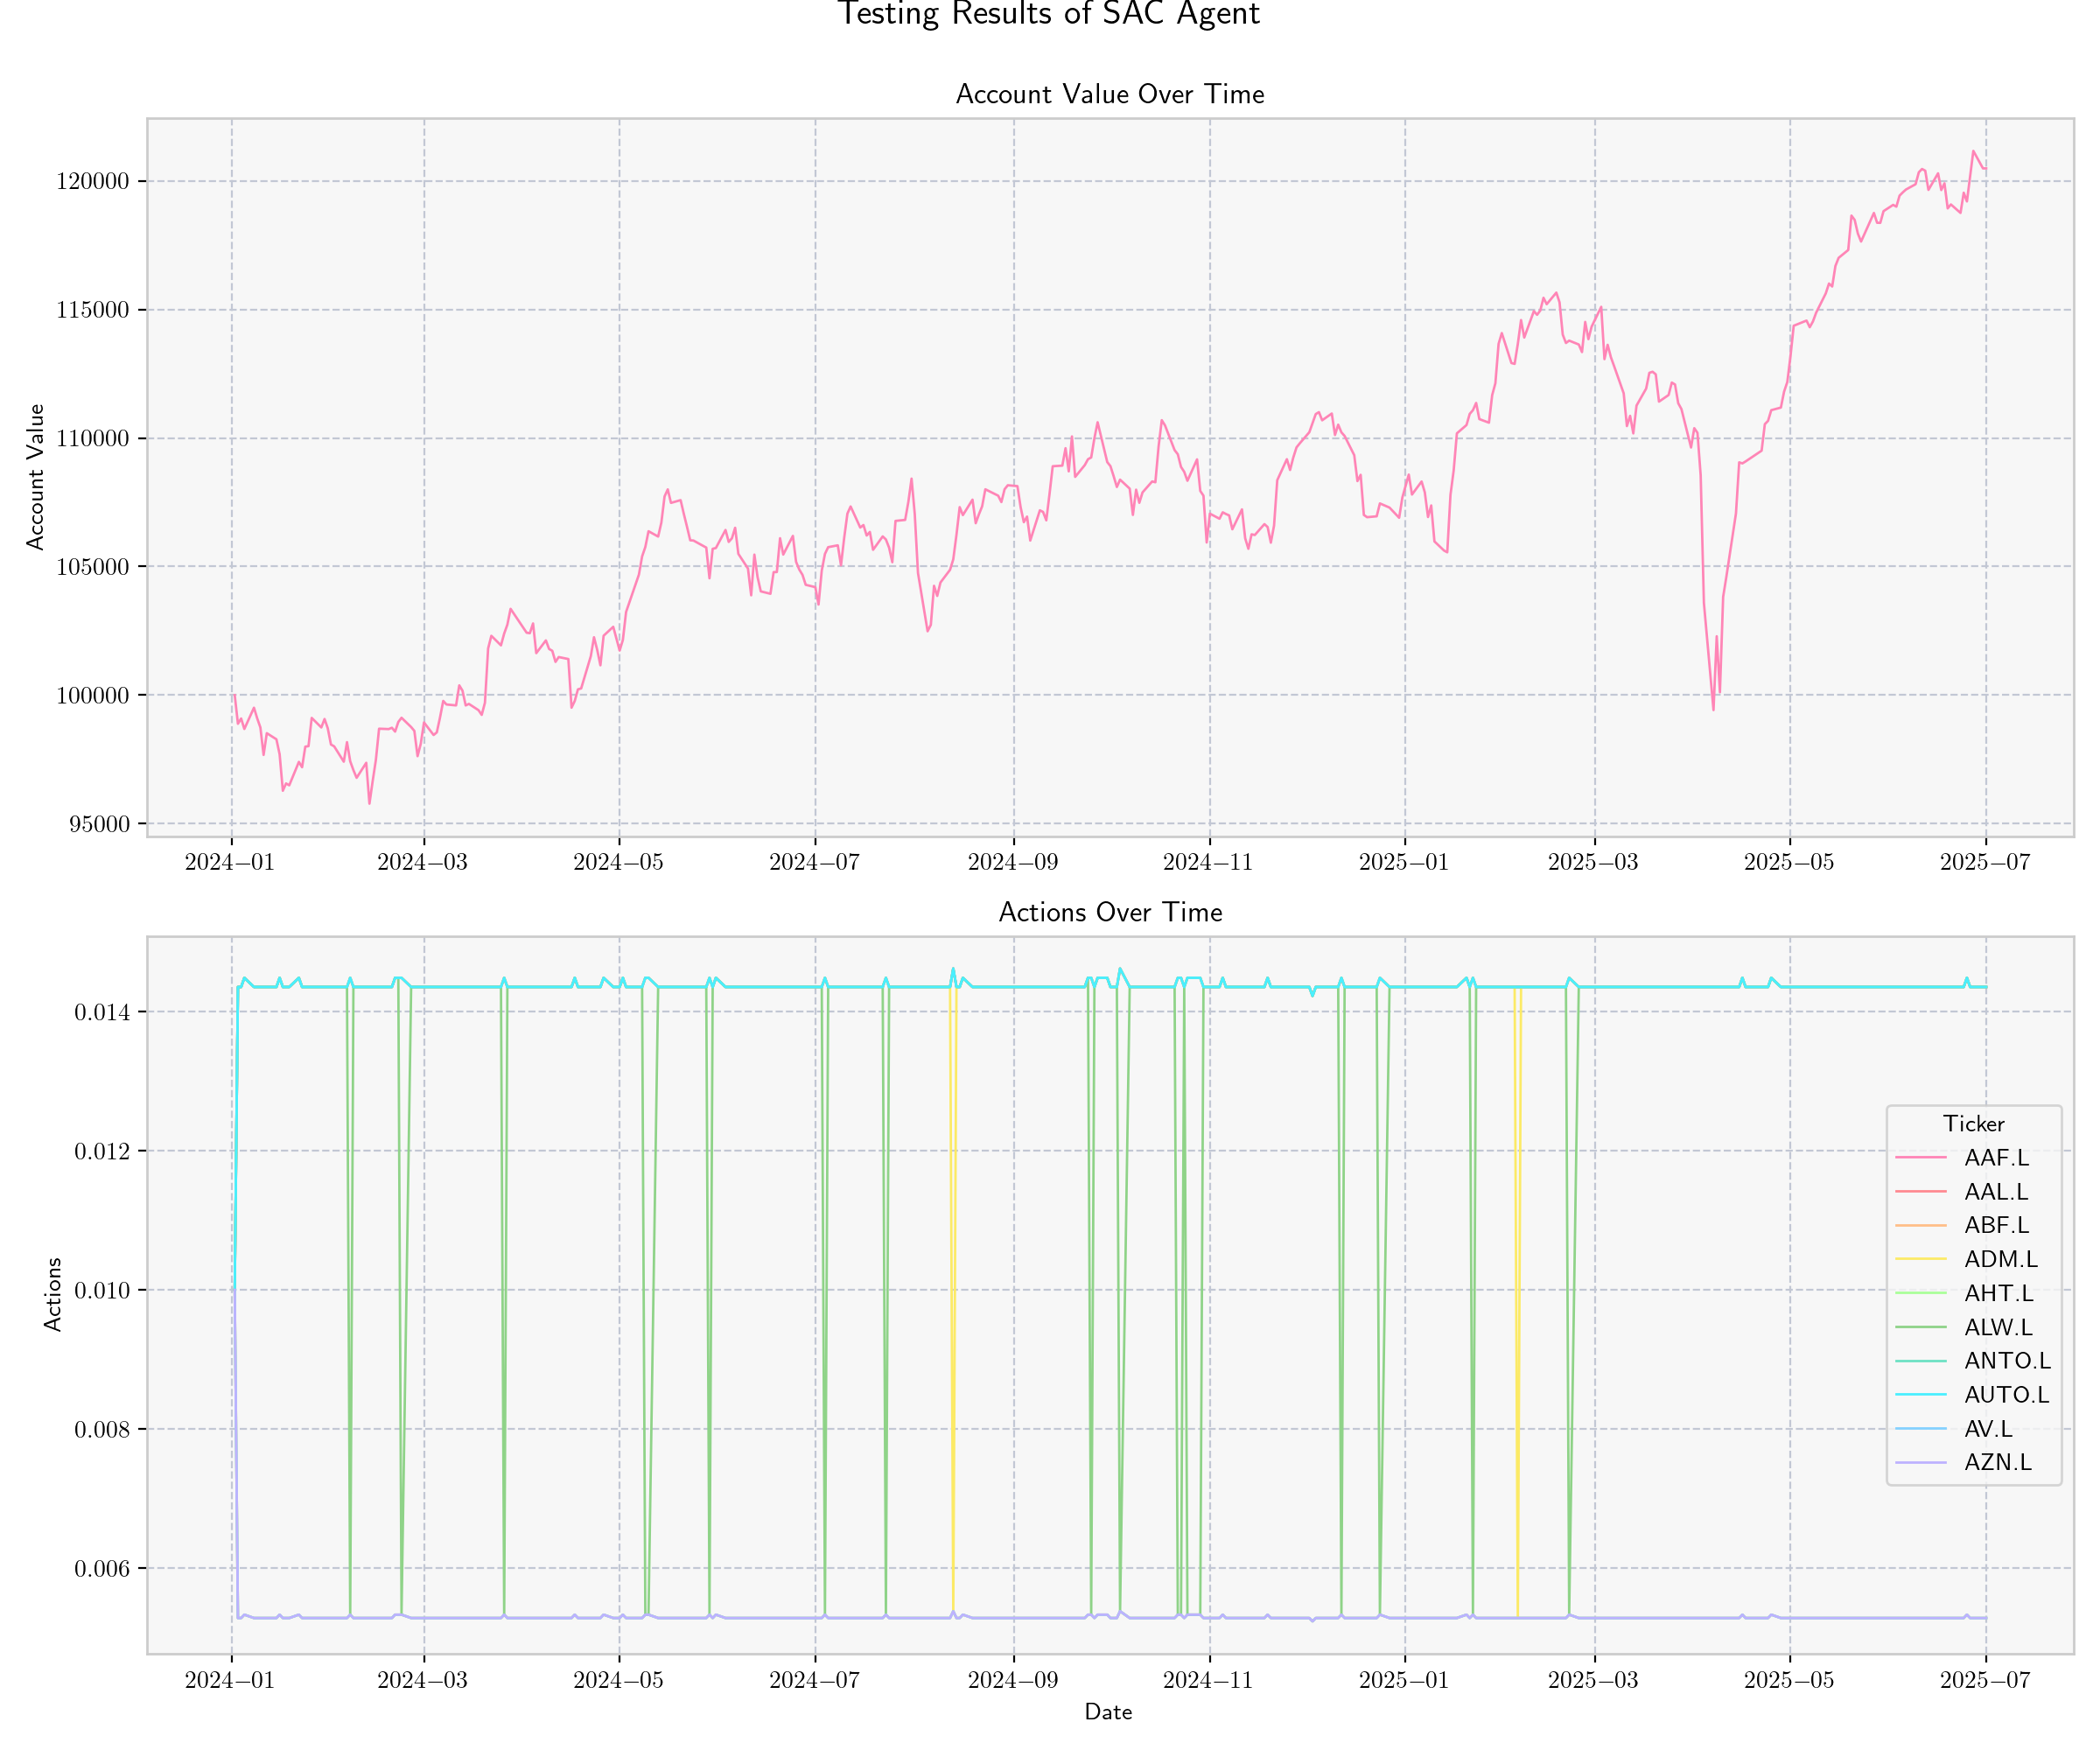 Testing Results of SAC Agent
Account Value Over Time
Account Value
120000
115000
110000
105000
100000
95000
2024−01 2024−03 2024−05 2024−07 2024−09 2024−11 2025−01 2025−03 2025−05 2025−07
Actions Over Time
Actions
0.014
0.012
0.010
0.008
0.006
Ticker
AAF.L
AAL.L
ABF.L
ADM.L
AHT.L
ALW.L
ANTO.L
AUTO.L
AV.L
AZN.L
2024−01 2024−03 2024−05 2024−07 2024−09 2024−11 2025−01 2025−03 2025−05 2025−07
Date